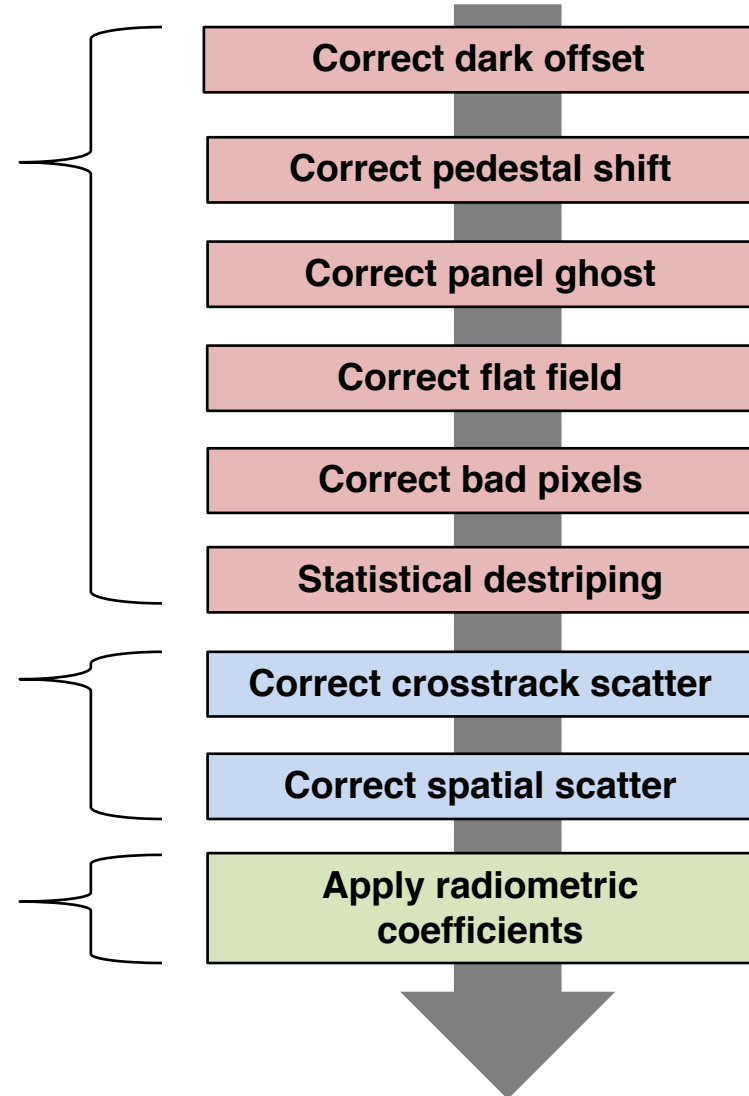 Correct dark offset
Correct pedestal shift
Correct panel ghost
Correct flat field
Correct bad pixels
Statistical destriping
Correct crosstrack scatter
Correct spatial scatter
Apply radiometric
coefficients